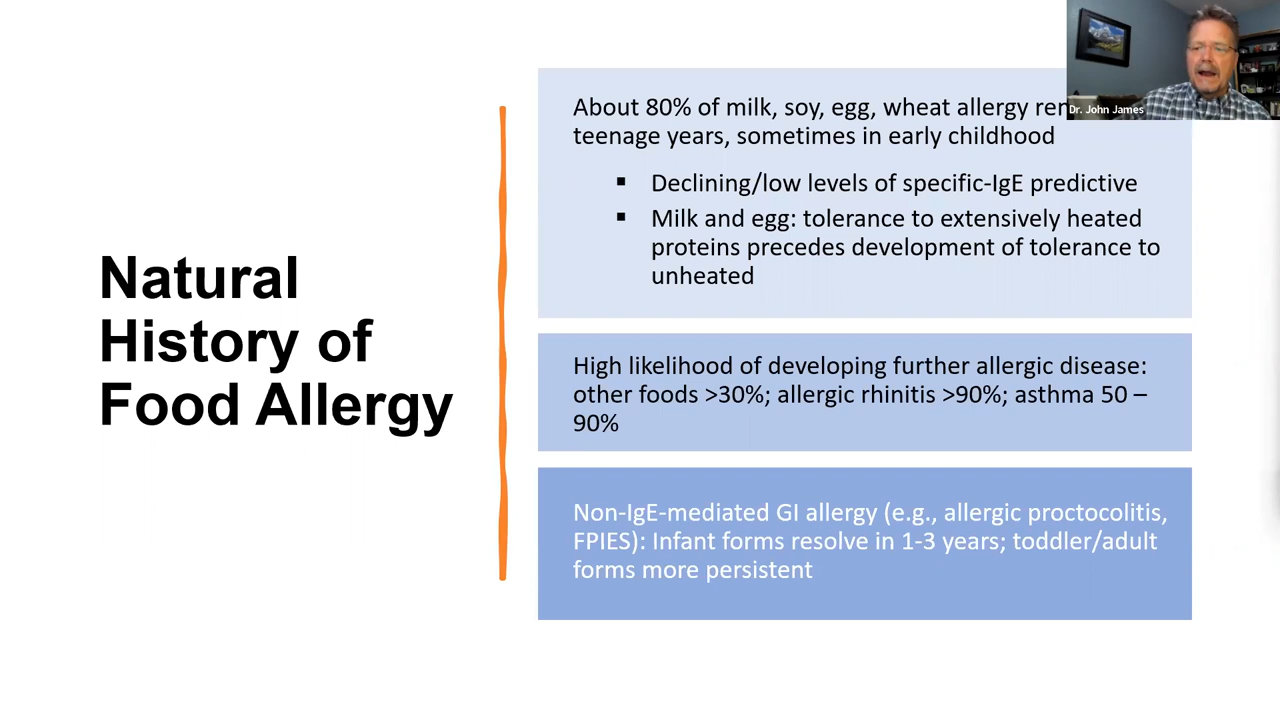 Natural
History of
Food Allergy
About 80% of milk, soy, egg, wheat allergy
teenage years, sometimes in early childhood
▪ Declining/low levels of specific-IgE predictive
▪ Milk and egg: tolerance to extensively heated
proteins precedes development of tolerance to
unheated
High likelihood of developing further allergic disease:
other foods >30%; allergic rhinitis >90%; asthma 50 –
90%
Non-IgE-mediated GI allergy (e.g., allergic proctocolitis,
FPIES): Infant forms resolve in 1-3 years; toddler/adult
forms more persistent
Dr. John James